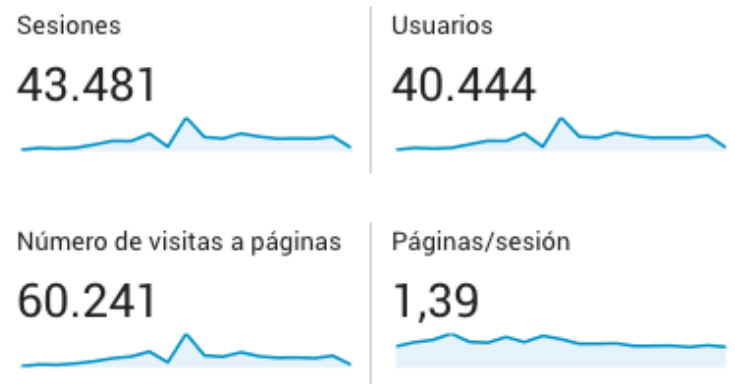 Sesiones
43.481
Usuarios
40.444
Número de visitas a páginas
60.241
Páginas/sesión
1,39